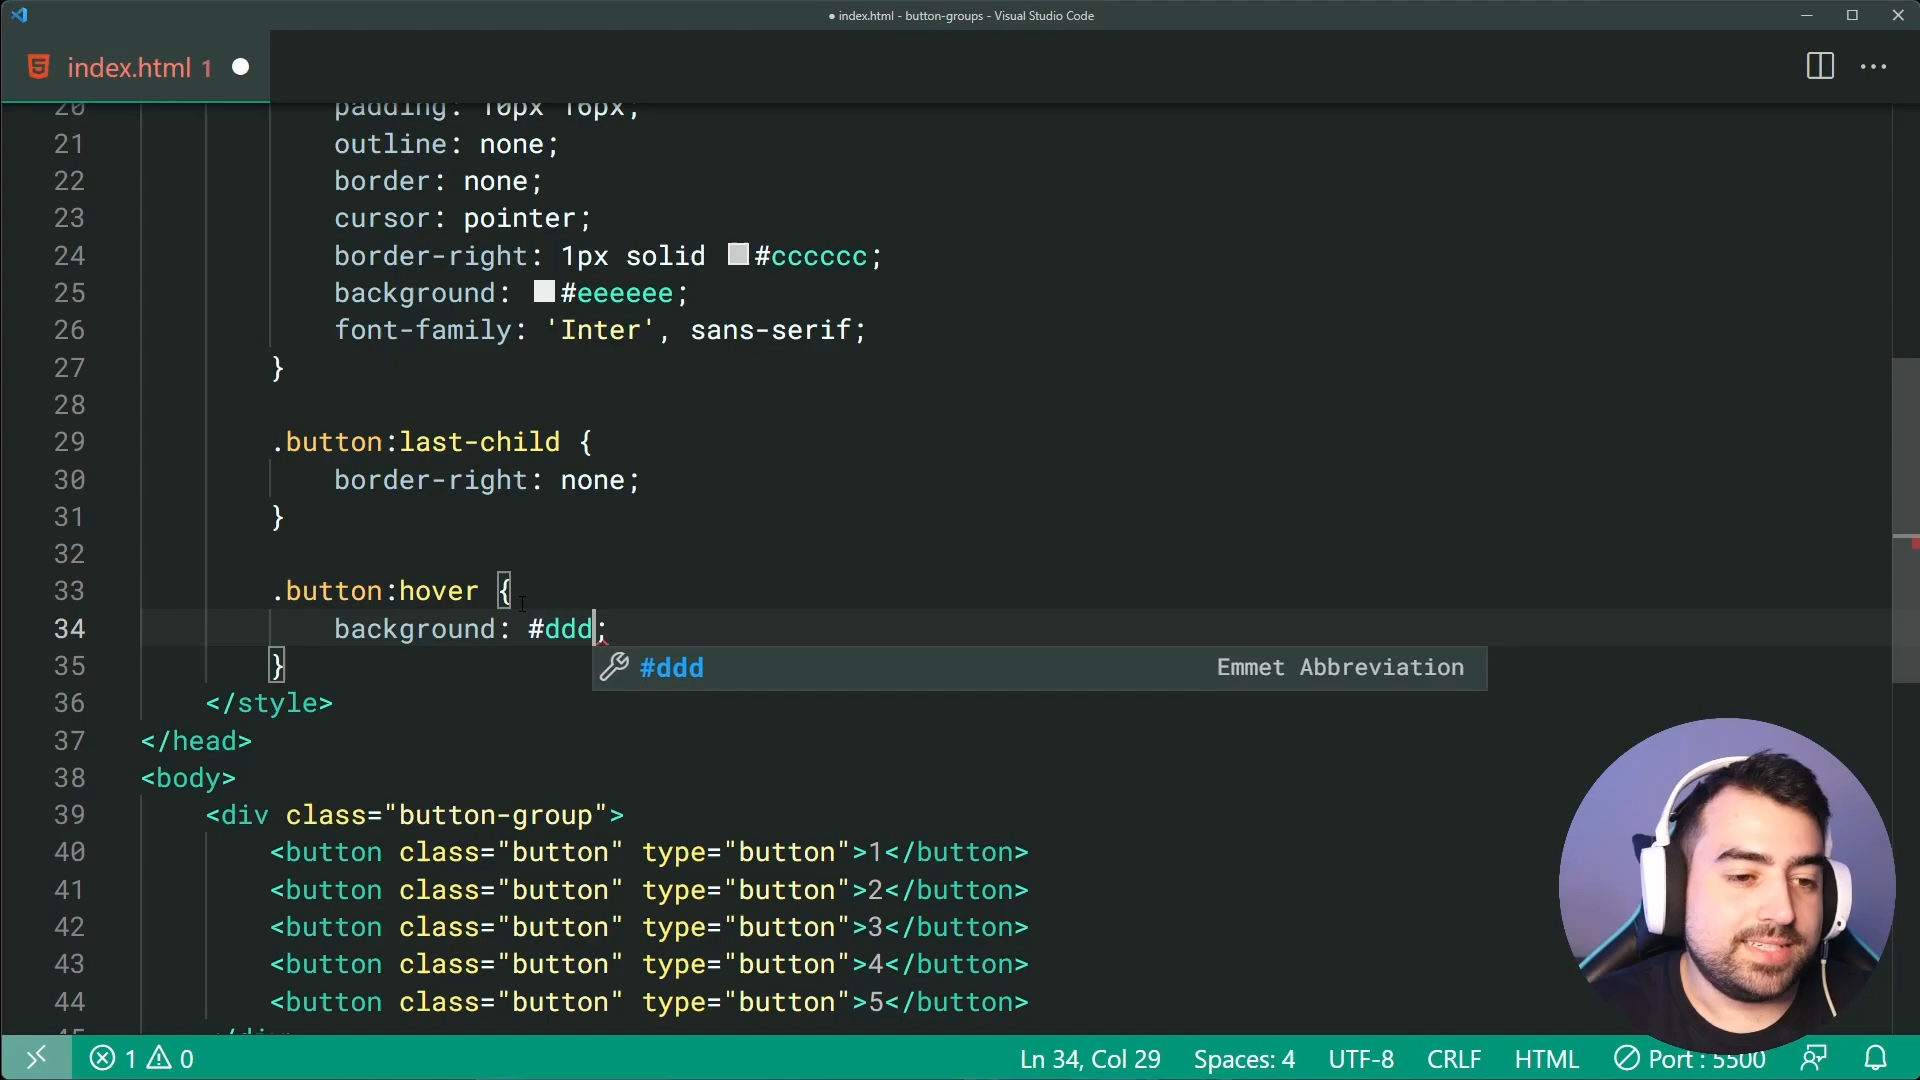 ● index.html - button-groups - Visual Studio Code
index.html 1
20 padding: 10px 16px;
21 outline: none;
22 border: none;
23 cursor: pointer;
24 border-right: 1px solid #cccccc;
25 background: #eeeeee;
26 font-family: 'Inter', sans-serif;
27 }
28
29 .button:last-child {
30 border-right: none;
31 }
32
33 .button:hover {
34 background: #ddd;
#ddd Emmet Abbreviation
35 }
36 </style>
37 </head>
38 <body>
39 <div class="button-group">
40 <button class="button" type="button">1</button>
41 <button class="button" type="button">2</button>
42 <button class="button" type="button">3</button>
43 <button class="button" type="button">4</button>
44 <button class="button" type="button">5</button>
45 </div>
1 0 Ln 34, Col 29 Spaces: 4 UTF-8 CRLF HTML Port : 5500